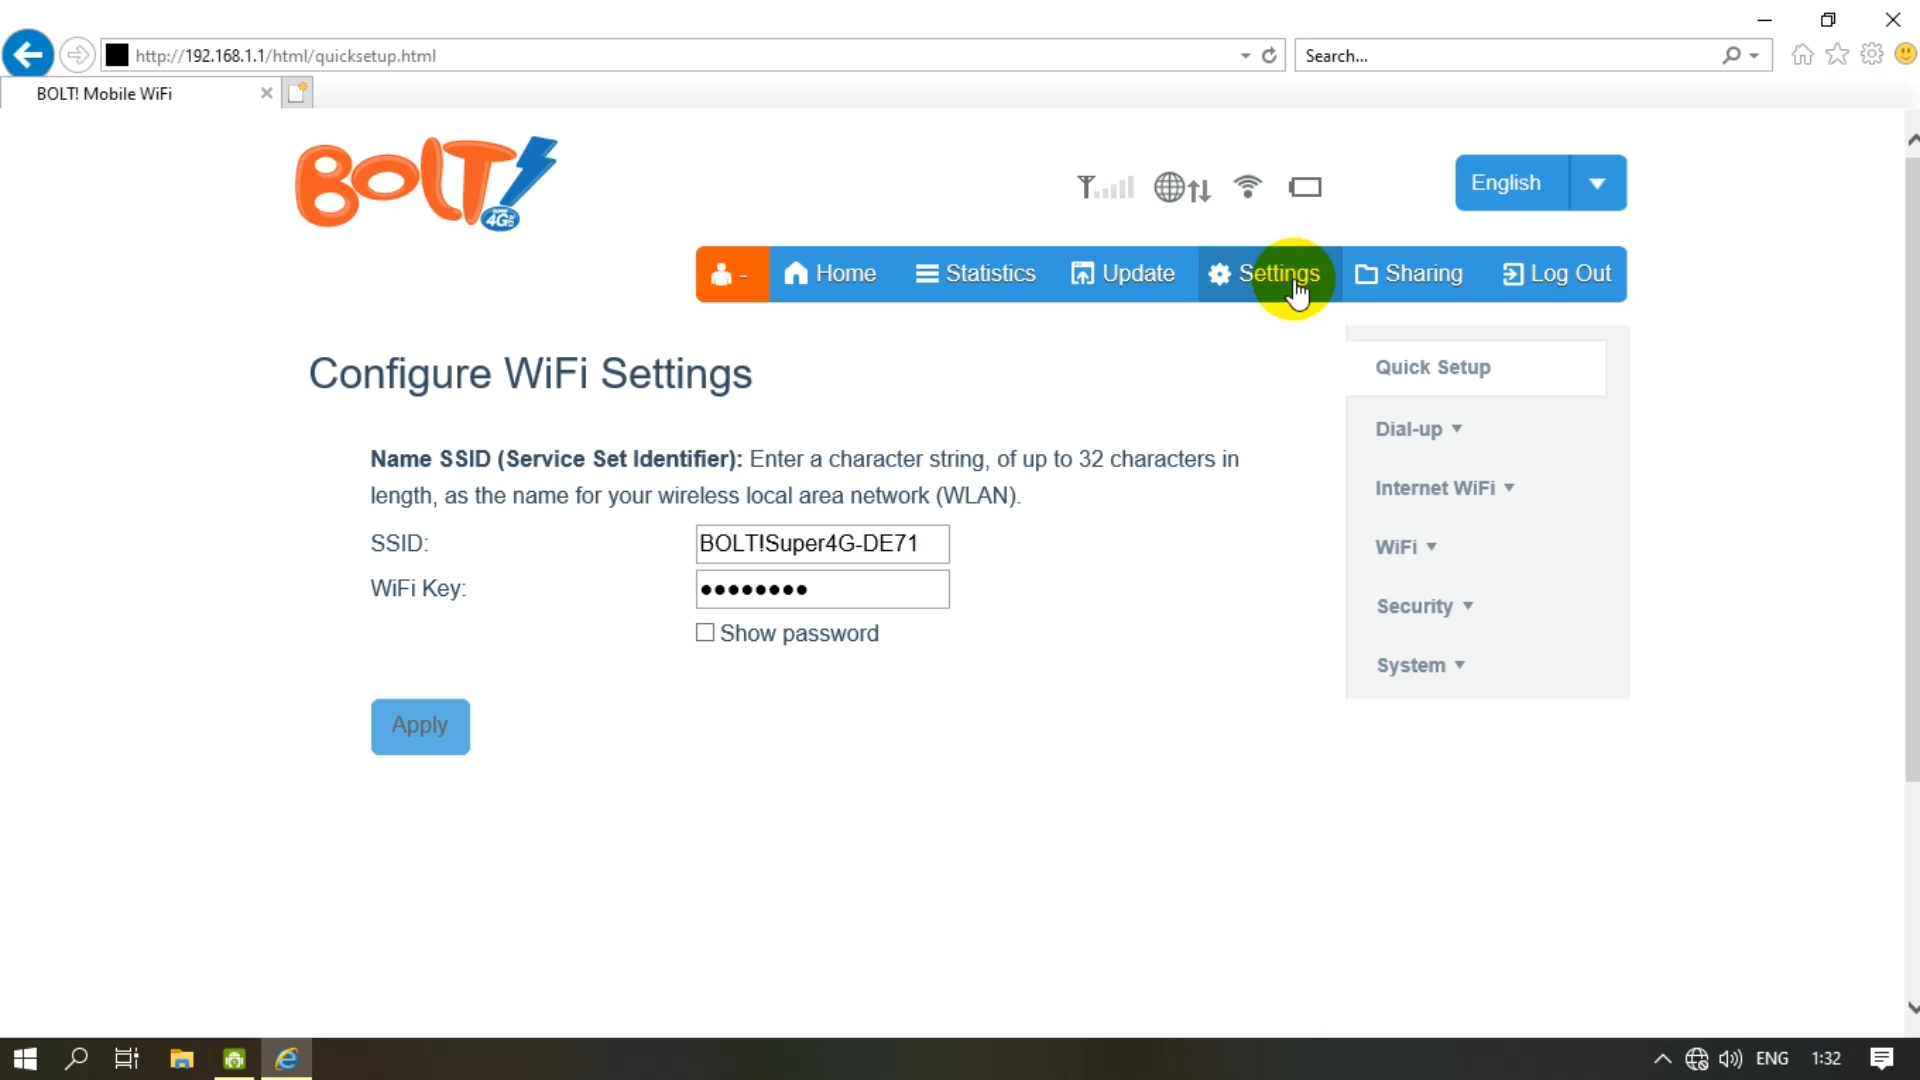 http://192.168.1.1/html/quicksetup.html
Search...
BOLT! Mobile WiFi
BOLT!
SUPER
4G LTE
English
- Home Statistics Update Settings Sharing Log Out
Configure WiFi Settings
Quick Setup
Dial-up
Internet WiFi
WiFi
Security
System
Name SSID (Service Set Identifier): Enter a character string, of up to 32 characters in
length, as the name for your wireless local area network (WLAN).
SSID: BOLT!Super4G-DE71
WiFi Key: ●●●●●●●●
Show password
Apply
ENG 1:32